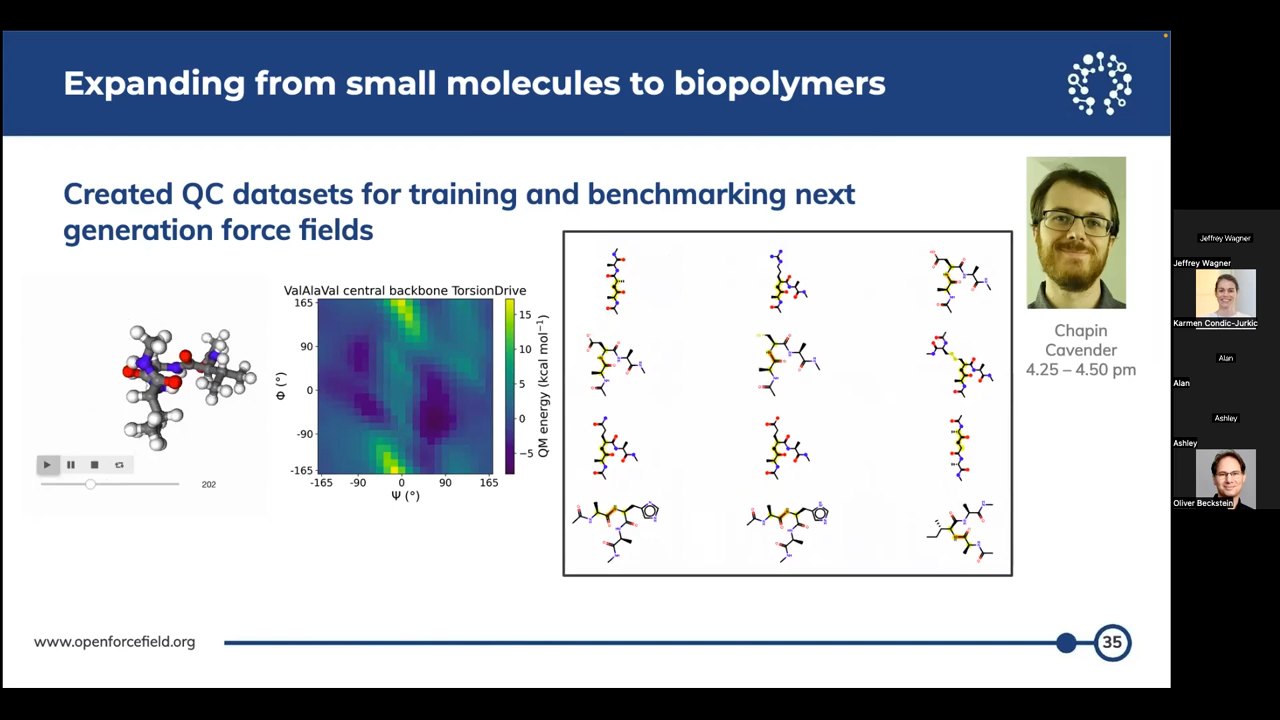 Expanding from small molecules to biopolymers
Created QC datasets for training and benchmarking next
generation force fields
ValAlaVal central backbone TorsionDrive
165
90
0
-90
-165
Φ (°)
-165
-90
0
90
165
Ψ (°)
15
10
5
0
−5
QM energy (kcal mol−1)
202
Chapin
Cavender
4.25 – 4.50 pm
www.openforcefield.org
35
Jeffrey Wagner
Jeffrey Wagner
Karmen Condic-Jurkic
Alan
Alan
Ashley
Ashley
Oliver Beckstein